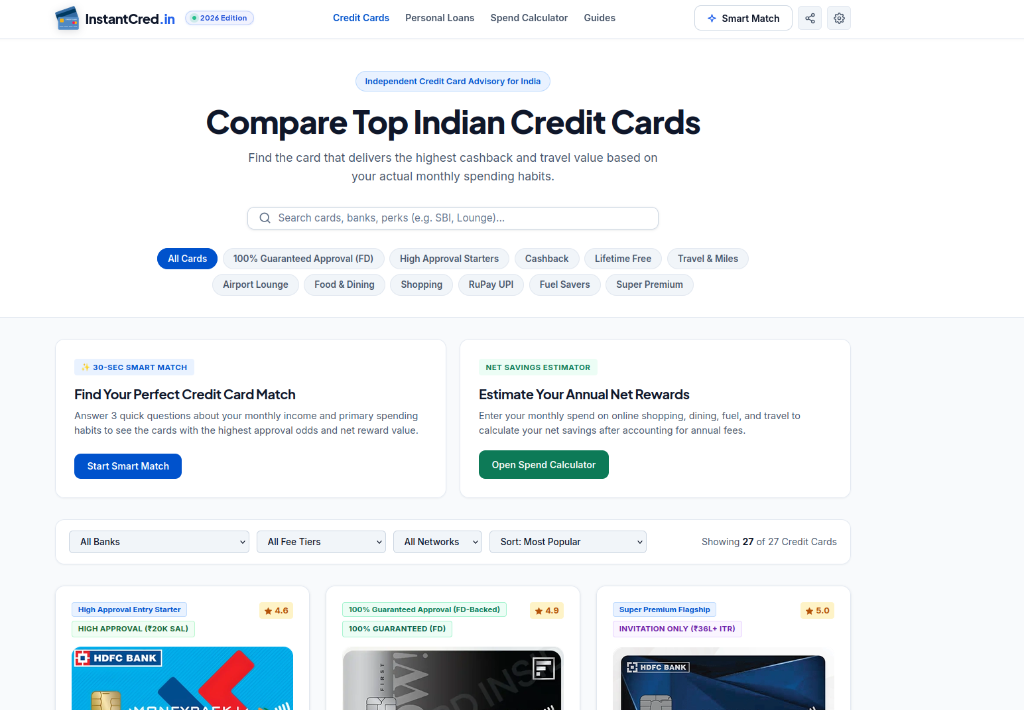 InstantCred.in
2026 Edition
Credit Cards
Personal Loans
Spend Calculator
Guides
Smart Match
Independent Credit Card Advisory for India
Compare Top Indian Credit Cards
Find the card that delivers the highest cashback and travel value based on
your actual monthly spending habits.
Search cards, banks, perks (e.g. SBI, Lounge)...
All Cards
100% Guaranteed Approval (FD)
High Approval Starters
Cashback
Lifetime Free
Travel & Miles
Airport Lounge
Food & Dining
Shopping
RuPay UPI
Fuel Savers
Super Premium
✨ 30-SEC SMART MATCH
Find Your Perfect Credit Card Match
Answer 3 quick questions about your monthly income and primary spending
habits to see the cards with the highest approval odds and net reward value.
Start Smart Match
NET SAVINGS ESTIMATOR
Estimate Your Annual Net Rewards
Enter your monthly spend on online shopping, dining, fuel, and travel to
calculate your net savings after accounting for annual fees.
Open Spend Calculator
All Banks
All Fee Tiers
All Networks
Sort: Most Popular
Showing 27 of 27 Credit Cards
High Approval Entry Starter
★ 4.6
HIGH APPROVAL (₹20K SAL)
HDFC BANK
100% Guaranteed Approval (FD-Backed)
★ 4.9
100% GUARANTEED (FD)
FIRST
Super Premium Flagship
★ 5.0
INVITATION ONLY (₹36L+ ITR)
HDFC BANK